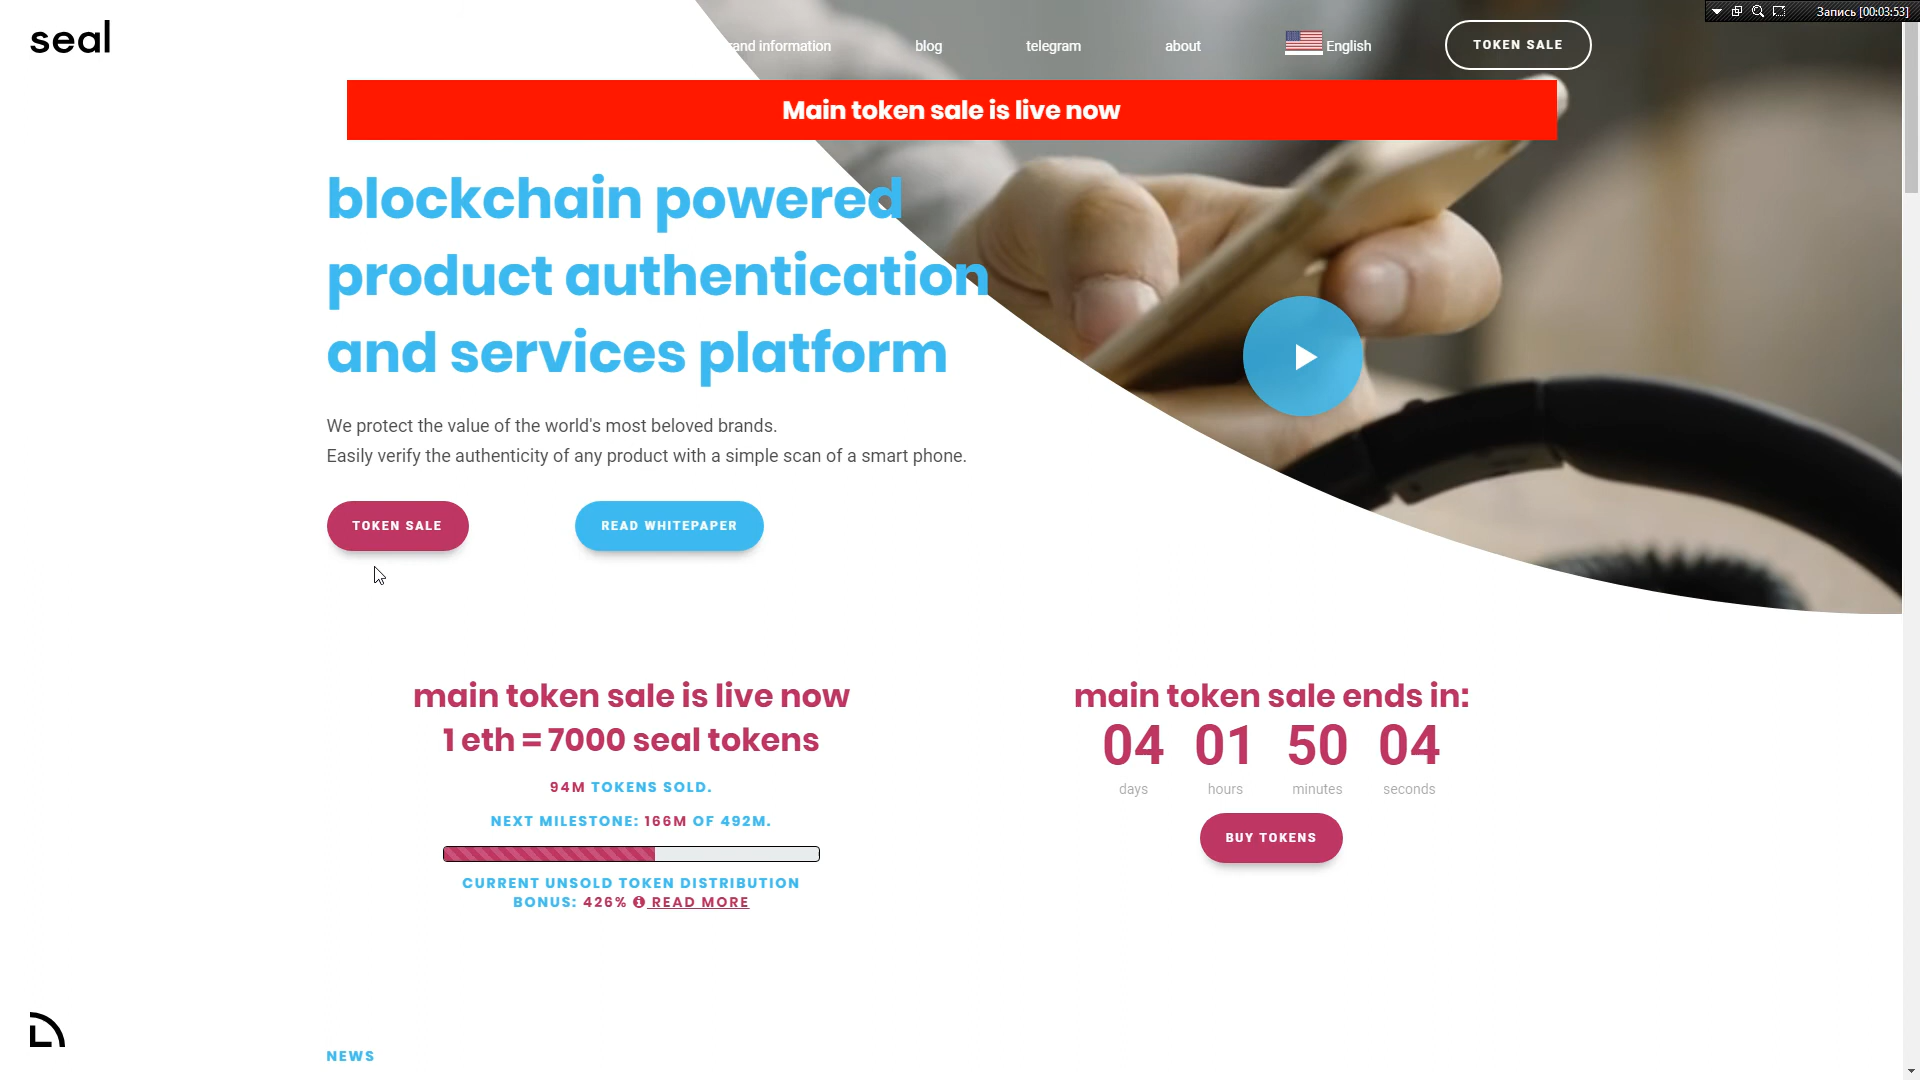 Запись [00:03:53]
seal
rand information
blog
telegram
about
English
TOKEN SALE
Main token sale is live now
blockchain powered
product authentication
and services platform
We protect the value of the world's most beloved brands.
Easily verify the authenticity of any product with a simple scan of a smart phone.
TOKEN SALE
READ WHITEPAPER
main token sale is live now
1 eth = 7000 seal tokens
94M TOKENS SOLD.
NEXT MILESTONE: 166M OF 492M.
CURRENT UNSOLD TOKEN DISTRIBUTION
BONUS: 426% READ MORE
main token sale ends in:
04 01 50 04
days hours minutes seconds
BUY TOKENS
NEWS